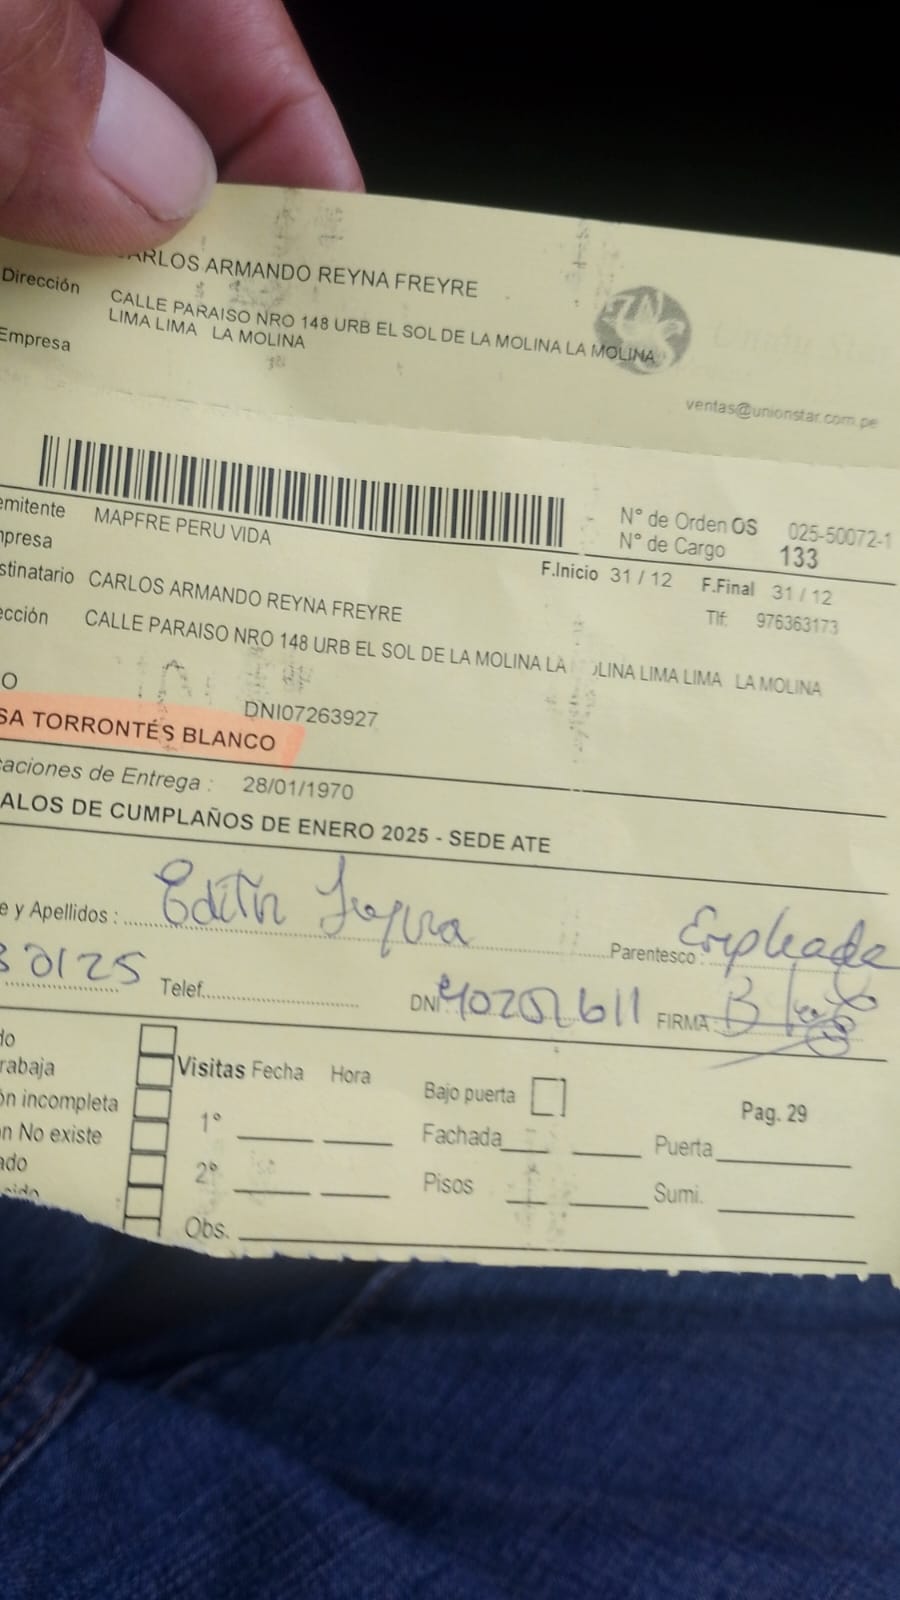 ARLOS ARMANDO REYNA FREYRE
Dirección CALLE PARAISO NRO 148 URB EL SOL DE LA MOLINA LA MOLINA
LIMA LIMA LA MOLINA
Empresa
ventas@unionstar.com.pe
emitente MAPFRE PERU VIDA
N° de Orden OS 025-50072-1
mpresa
N° de Cargo 133
F.Inicio 31 / 12 F.Final 31 / 12
stinatario CARLOS ARMANDO REYNA FREYRE
Tlf: 976363173
ección CALLE PARAISO NRO 148 URB EL SOL DE LA MOLINA LA OLINA LIMA LIMA LA MOLINA
O
DNI07263927
SA TORRONTÉS BLANCO
caciones de Entrega : 28/01/1970
ALOS DE CUMPLAÑOS DE ENERO 2025 - SEDE ATE
e y Apellidos : Edith Parentesco : Empleada
30125 Telef. DNI FIRMA :
do
rabaja
Visitas Fecha Hora
Bajo puerta
ón incompleta
Pag. 29
1°
Fachada Puerta
n No existe
ado
2°
Pisos Sumi.
Obs.